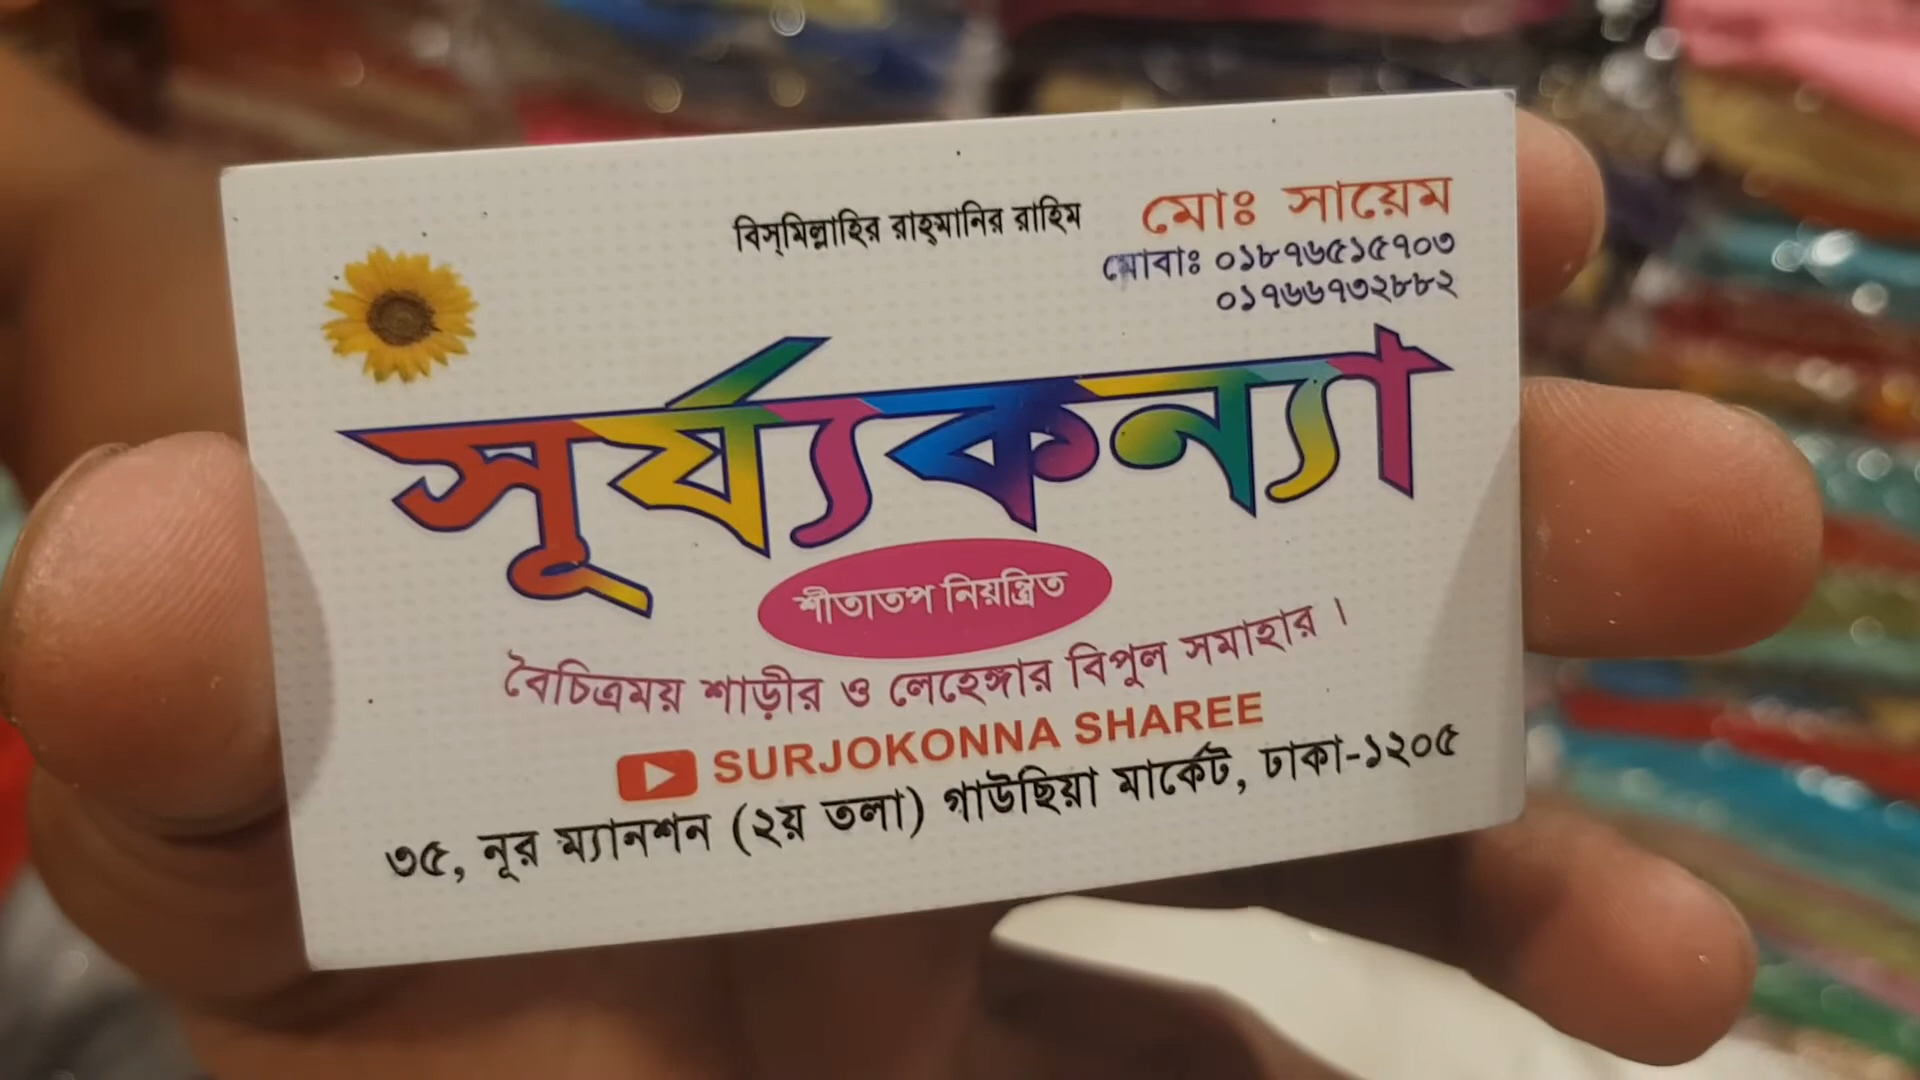 বিস্‌মিল্লাহির রাহ্‌মানির রাহিম
মোঃ সায়েম
মোবাঃ ০১৮৭৬৫১৫৭০৩
০১৭৬৬৭৩২৮৮২
সূর্য্যকন্যা
শীতাতপ নিয়ন্ত্রিত
বৈচিত্রময় শাড়ীর ও লেহেঙ্গার বিপুল সমাহার ।
SURJOKONNA SHAREE
৩৫, নূর ম্যানশন (২য় তলা) গাউছিয়া মার্কেট, ঢাকা-১২০৫